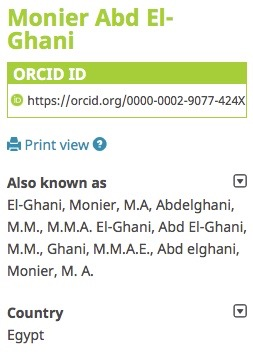 Monier Abd El-
Ghani
ORCID ID
iD https://orcid.org/0000-0002-9077-424X
Print view ?
Also known as
El-Ghani, Monier, M.A, Abdelghani,
M.M., M.M.A. El-Ghani, Abd El-Ghani,
M.M., Ghani, M.M.A.E., Abd elghani,
Monier, M. A.
Country
Egypt